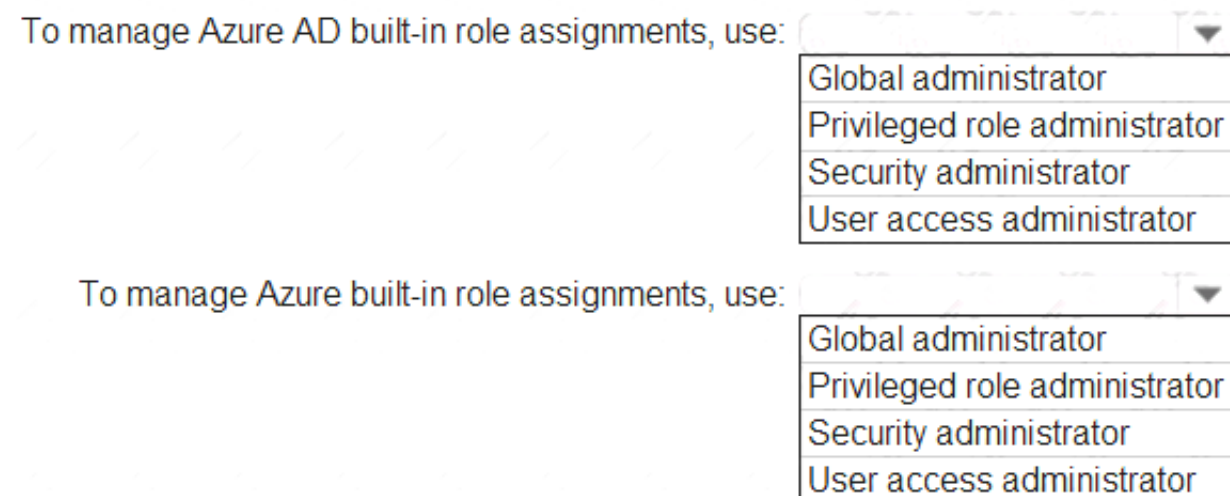 To manage Azure AD built-in role assignments, use:
Global administrator
Privileged role administrator
Security administrator
User access administrator
To manage Azure built-in role assignments, use:
Global administrator
Privileged role administrator
Security administrator
User access administrator